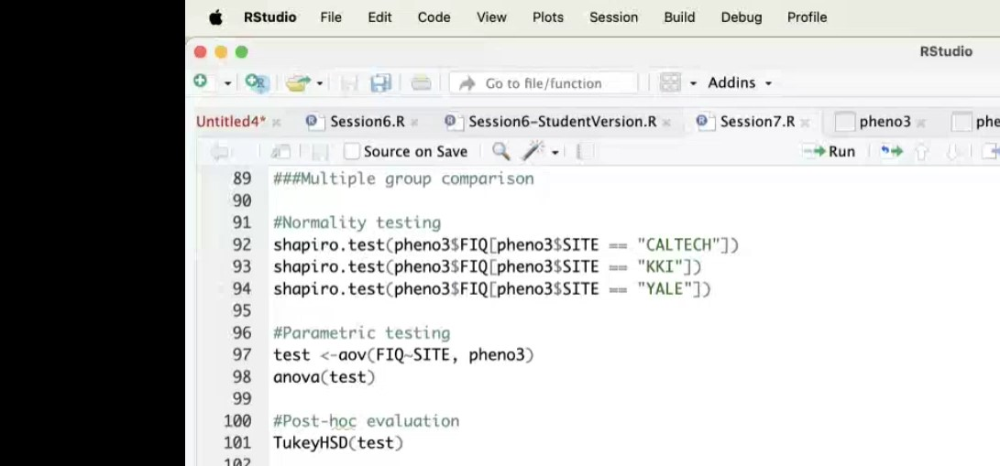 RStudio File Edit Code View Plots Session Build Debug Profile
RStudio
Go to file/function Addins
Untitled4* Session6.R Session6-StudentVersion.R Session7.R pheno3 phe
Source on Save Run
89 ###Multiple group comparison
90
91 #Normality testing
92 shapiro.test(pheno3$FIQ[pheno3$SITE == "CALTECH"])
93 shapiro.test(pheno3$FIQ[pheno3$SITE == "KKI"])
94 shapiro.test(pheno3$FIQ[pheno3$SITE == "YALE"])
95
96 #Parametric testing
97 test <-aov(FIQ~SITE, pheno3)
98 anova(test)
99
100 #Post-hoc evaluation
101 TukeyHSD(test)
102